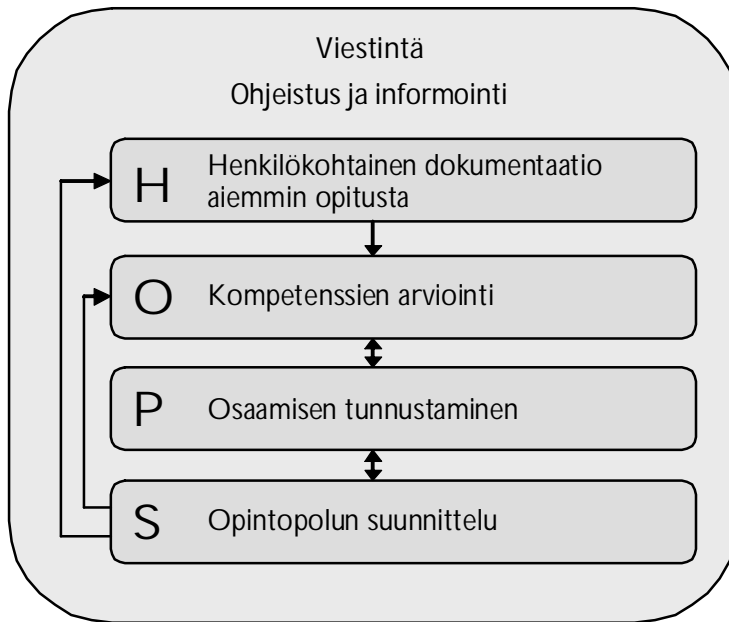 Viestintä
Ohjeistus ja informointi
H Henkilökohtainen dokumentaatio
aiemmin opitusta
O Kompetenssien arviointi
P Osaamisen tunnustaminen
S Opintopolun suunnittelu